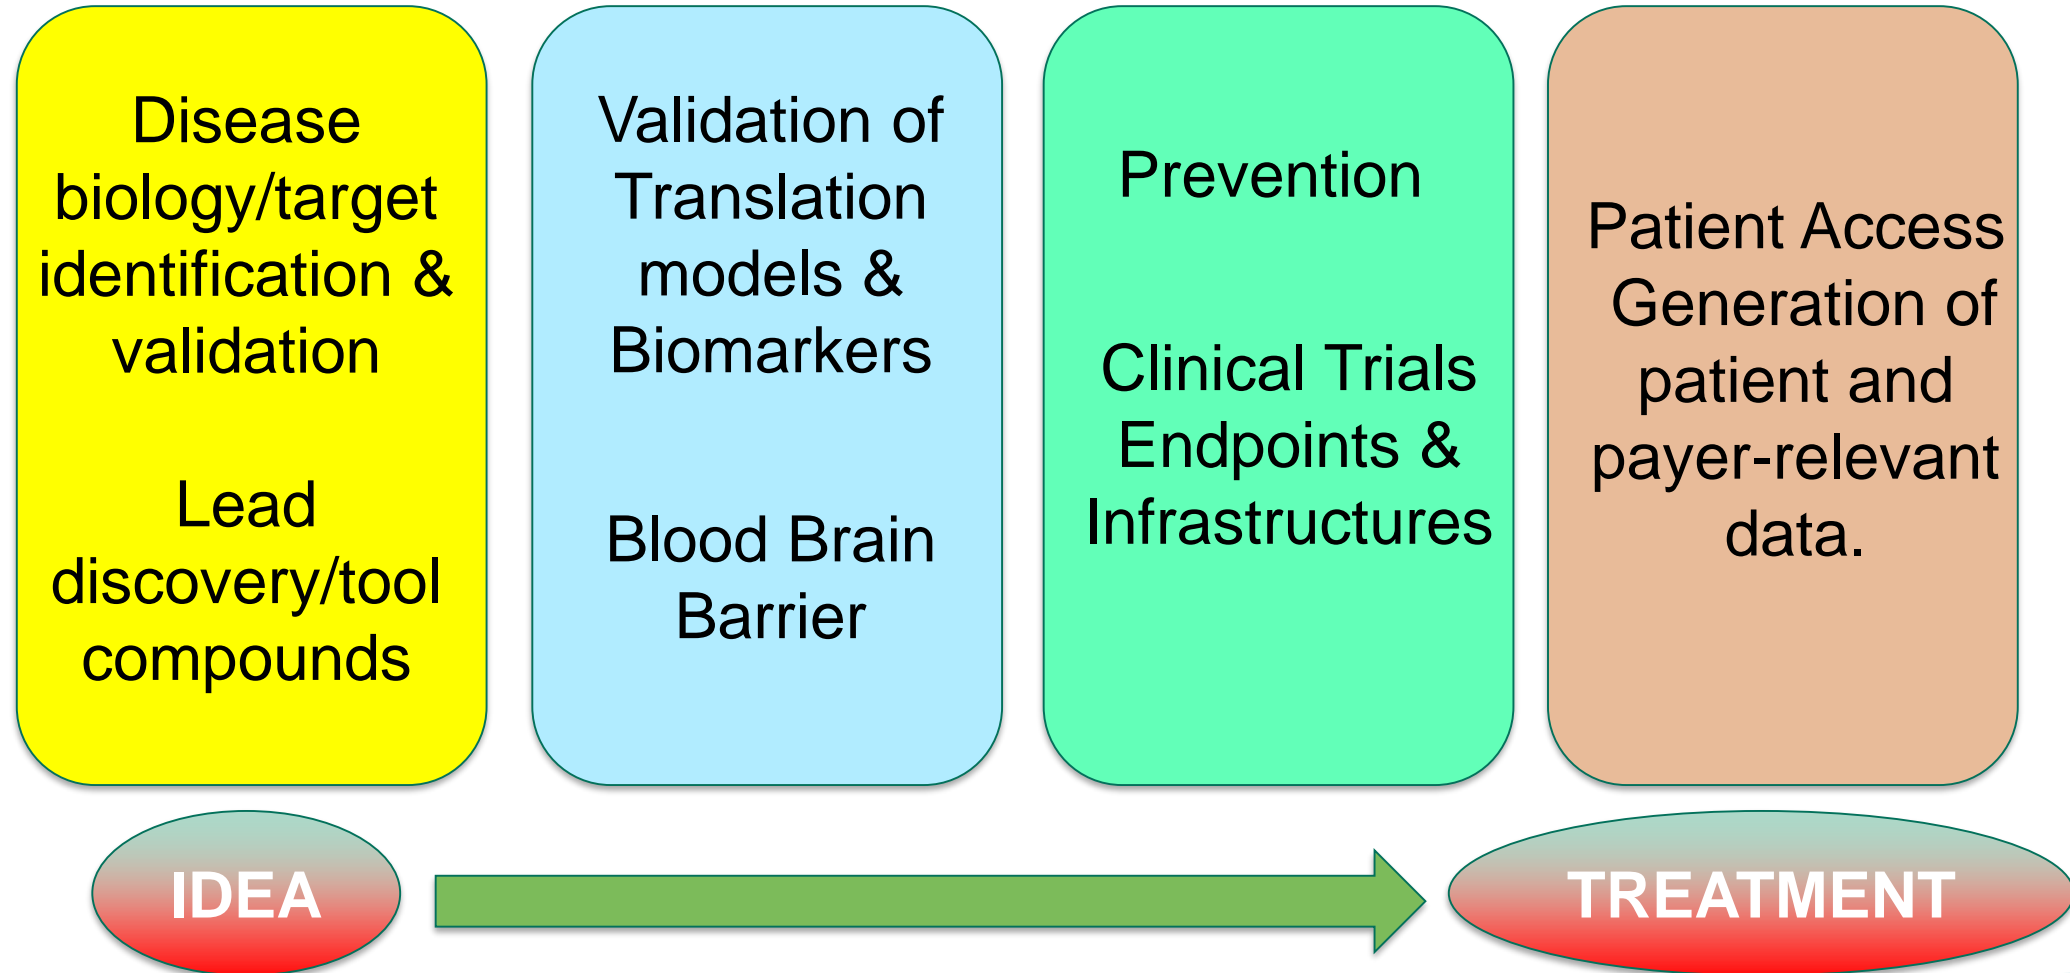 Disease
biology/target
identification &
validation
Lead
discovery/tool
compounds
Validation of
Translation
models &
Biomarkers
Blood Brain
Barrier
Prevention
Clinical Trials
Endpoints &
Infrastructures
Patient Access
Generation of
patient and
payer-relevant
data.
IDEA
TREATMENT